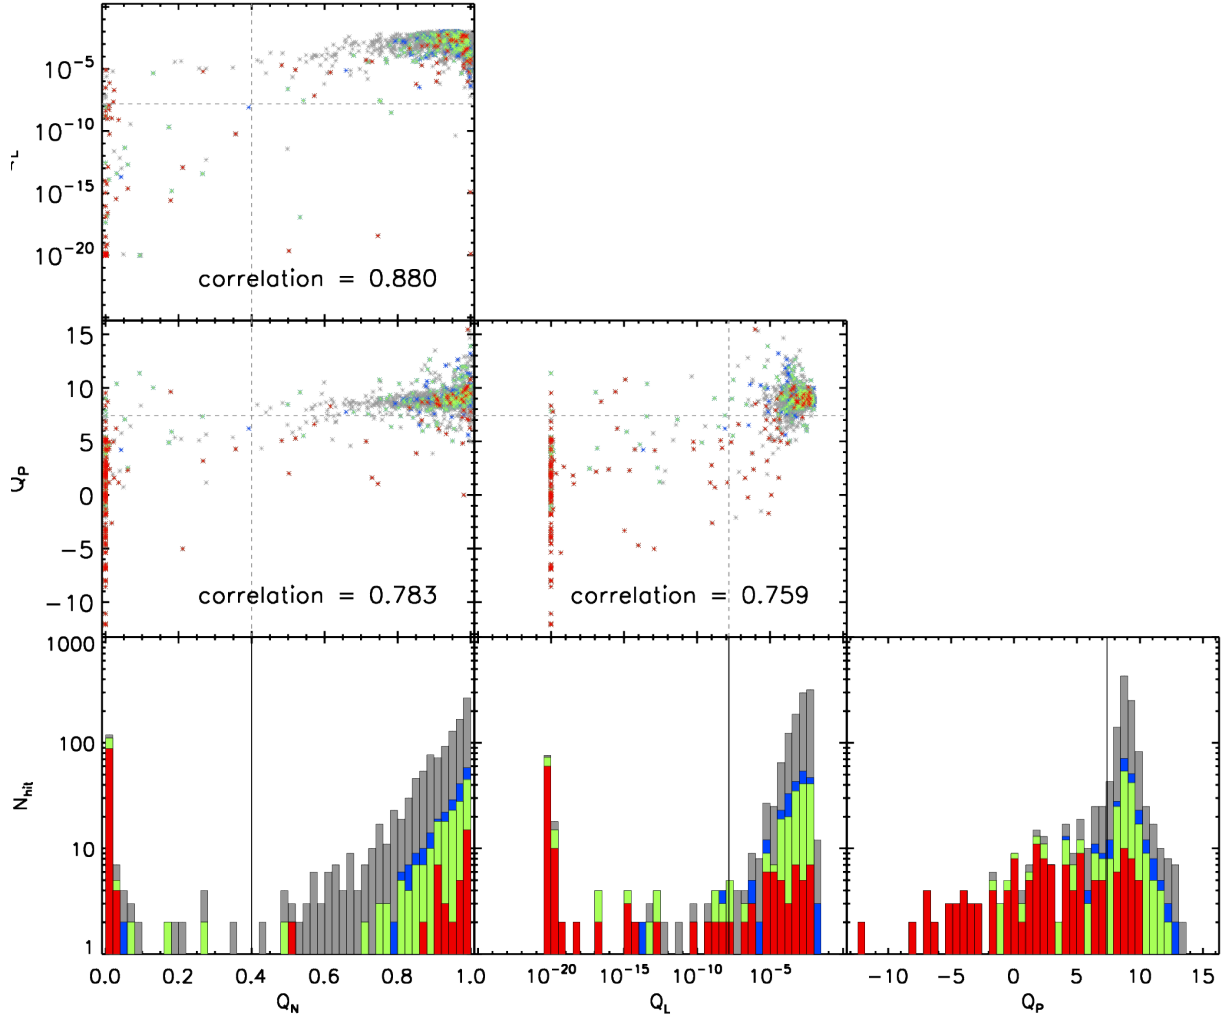 10⁻⁵
10⁻¹⁰
10⁻¹⁵
10⁻²⁰
L
correlation = 0.880
15
10
5
0
−5
−10
Q_P
correlation = 0.783
correlation = 0.759
1000
100
10
1
N_hit
0.0 0.2 0.4 0.6 0.8 1.0
Q_N
10⁻²⁰ 10⁻¹⁵ 10⁻¹⁰ 10⁻⁵
Q_L
−10 −5 0 5 10 15
Q_P